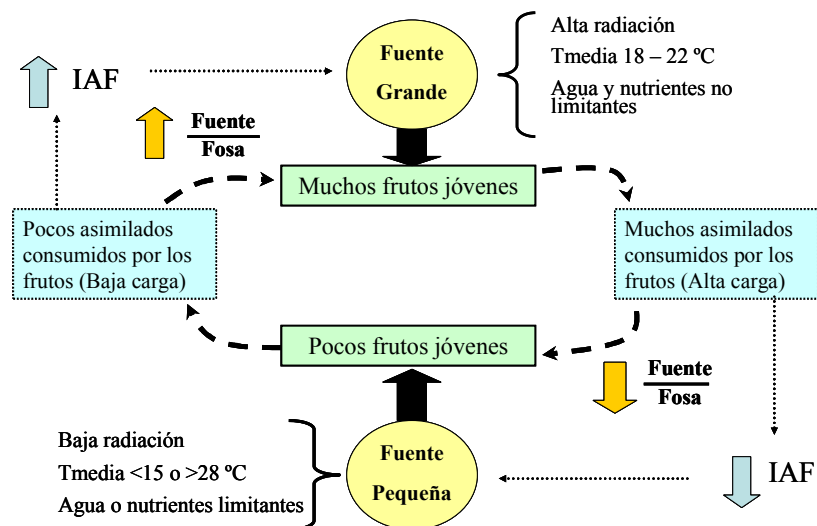 IAF
Fuente
Grande
Alta radiación
Tmedia 18 – 22 ºC
Agua y nutrientes no
limitantes
Fuente
Fosa
Muchos frutos jóvenes
Pocos asimilados
consumidos por los
frutos (Baja carga)
Muchos asimilados
consumidos por los
frutos (Alta carga)
Pocos frutos jóvenes
Fuente
Fosa
Baja radiación
Tmedia <15 o >28 ºC
Agua o nutrientes limitantes
Fuente
Pequeña
IAF